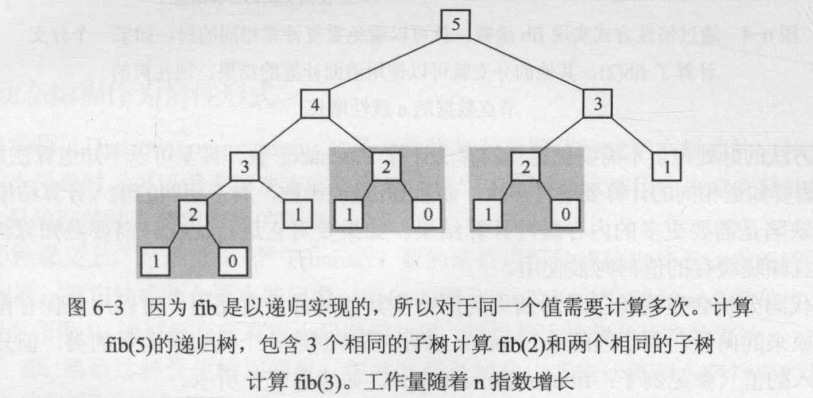 5
4 3
3 2 2 1
2 1 1 0 1 0
1 0
图 6-3 因为 fib 是以递归实现的，所以对于同一个值需要计算多次。计算
fib(5)的递归树，包含 3 个相同的子树计算 fib(2)和两个相同的子树
计算 fib(3)。工作量随着 n 指数增长